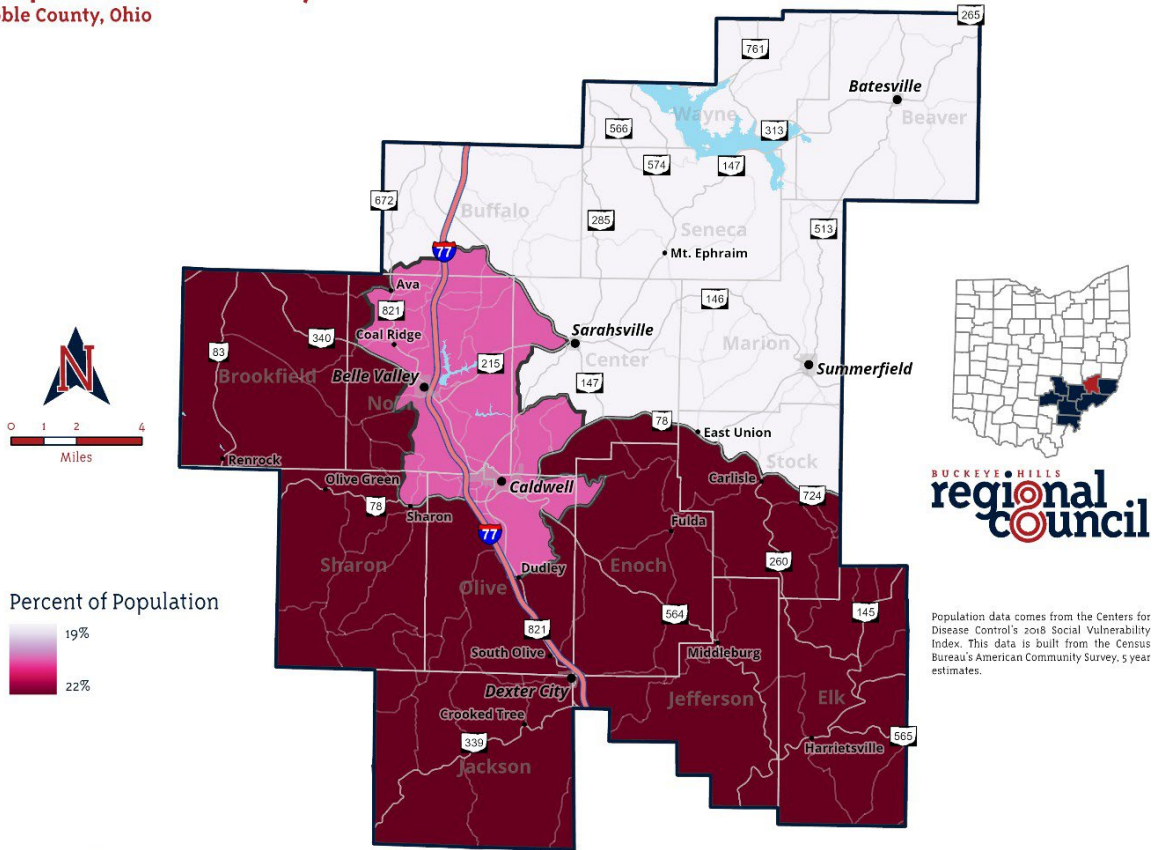 ble County, Ohio
265
761
Batesville
Wayne
Beaver
566
313
574
147
672
Buffalo
285
Seneca
513
77
Mt. Ephraim
Ava
821
146
Coal Ridge
Sarahsville
83
340
215
Center
Marion
Brookfield
Belle Valley
147
Summerfield
78
East Union
Renrock
Stock
Olive Green
Caldwell
Carlisle
724
78
Sharon
77
Fulda
Sharon
Olive
Dudley
Enoch
260
564
145
821
South Olive
Middleburg
Dexter City
Jefferson
Elk
Crooked Tree
339
Harrietsville
565
Jackson
N
0 1 2 4
Miles
Percent of Population
19%
22%
BUCKEYE HILLS
regional
council
Population data comes from the Centers for
Disease Control's 2018 Social Vulnerability
Index. This data is built from the Census
Bureau's American Community Survey, 5 year
estimates.